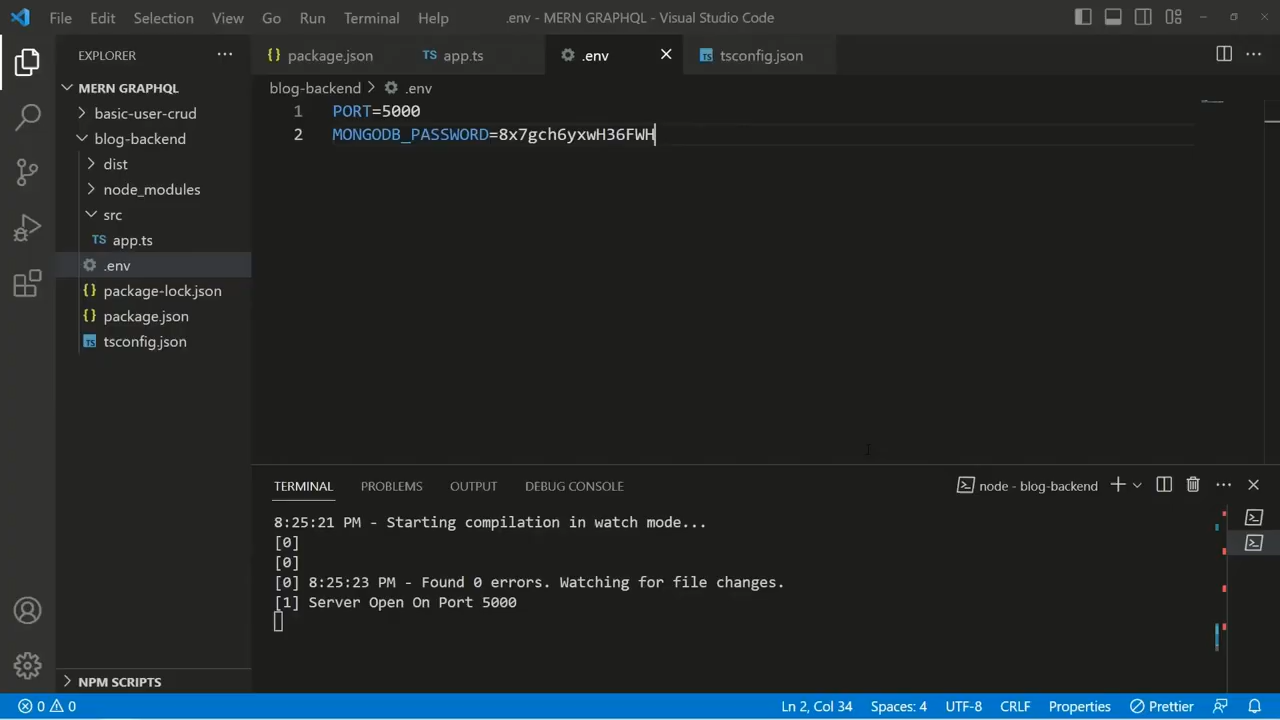 File Edit Selection View Go Run Terminal Help .env - MERN GRAPHQL - Visual Studio Code
EXPLORER
package.json
TS app.ts
.env
tsconfig.json
blog-backend > .env
MERN GRAPHQL
basic-user-crud
blog-backend
dist
node_modules
src
TS app.ts
.env
package-lock.json
package.json
TS tsconfig.json
NPM SCRIPTS
1 PORT=5000
2 MONGODB_PASSWORD=8x7gch6yxwH36FWH
TERMINAL PROBLEMS OUTPUT DEBUG CONSOLE node - blog-backend
8:25:21 PM - Starting compilation in watch mode...
[0]
[0]
[0] 8:25:23 PM - Found 0 errors. Watching for file changes.
[1] Server Open On Port 5000
0 0 Ln 2, Col 34 Spaces: 4 UTF-8 CRLF Properties Prettier